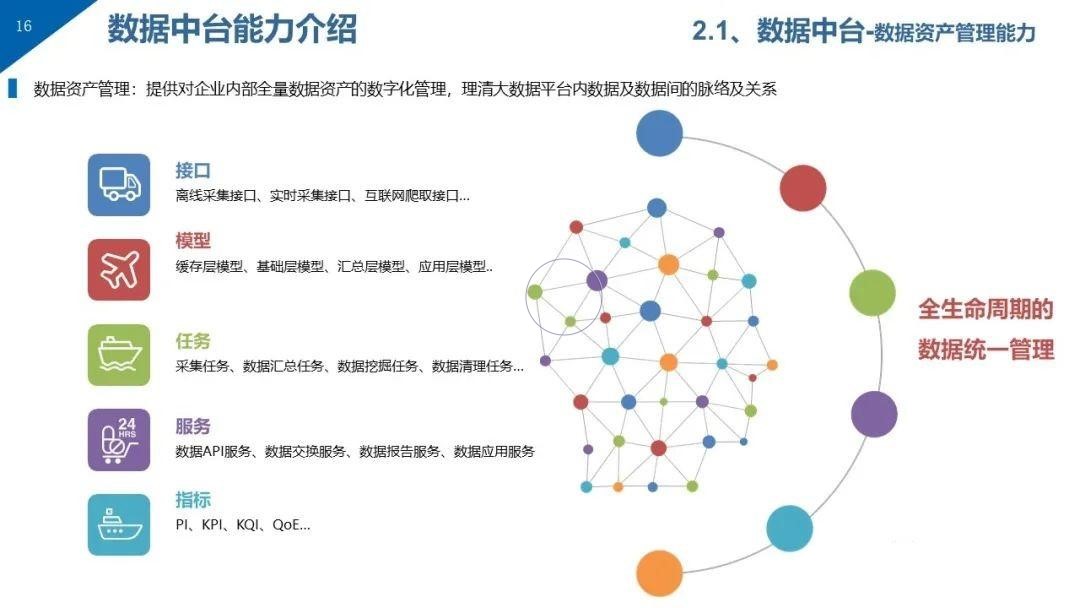 16
数据中台能力介绍
2.1、数据中台-数据资产管理能力
数据资产管理：提供对企业内部全量数据资产的数字化管理，理清大数据平台内数据及数据间的脉络及关系
接口
离线采集接口、实时采集接口、互联网爬取接口...
模型
缓存层模型、基础层模型、汇总层模型、应用层模型..
任务
采集任务、数据汇总任务、数据挖掘任务、数据清理任务...
24
HRS
服务
数据API服务、数据交换服务、数据报告服务、数据应用服务
指标
PI、KPI、KQI、QoE...
全生命周期的
数据统一管理